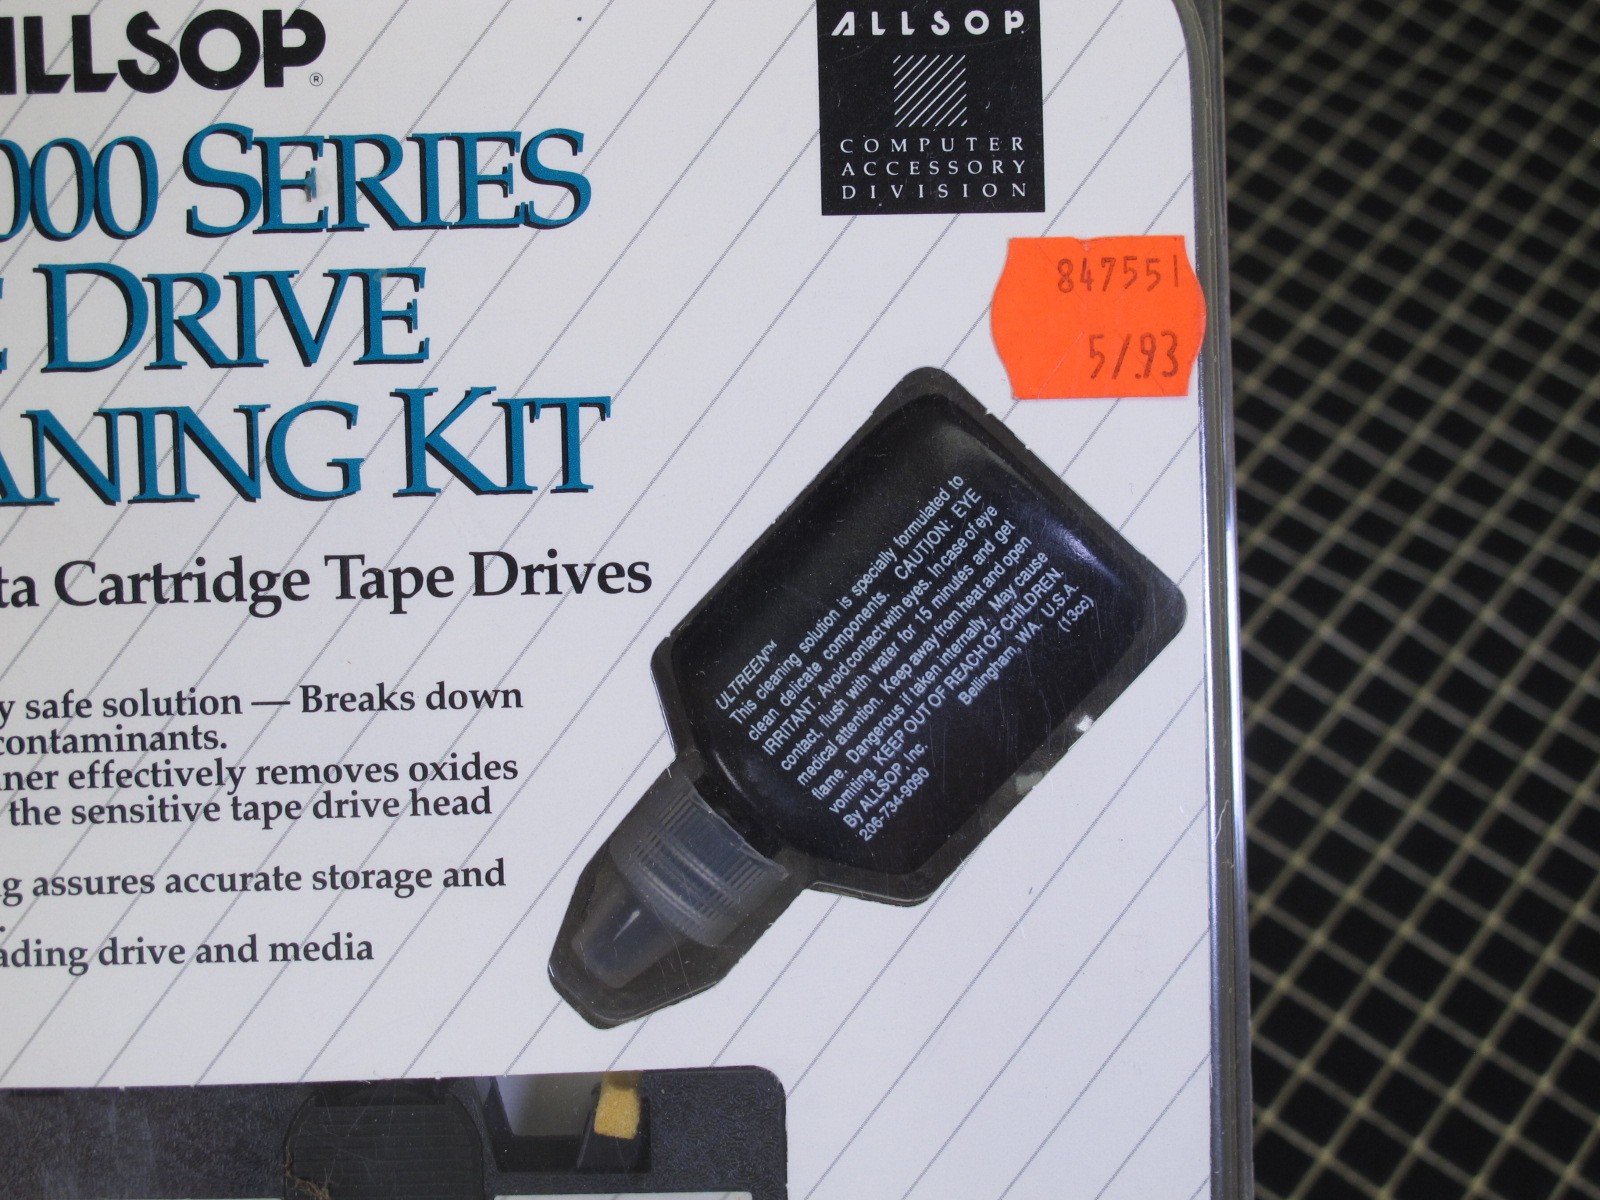 ALLSOP®
000 SERIES
E DRIVE
ANING KIT
ta Cartridge Tape Drives
y safe solution — Breaks down
contaminants.
ner effectively removes oxides
the sensitive tape drive head
g assures accurate storage and
ading drive and media
ALLSOP
COMPUTER
ACCESSORY
DIVISION
847551
5/.93
ULTREEN™
This cleaning solution is specially formulated to
clean delicate components. CAUTION: EYE
IRRITANT. Avoid contact with eyes. In case of eye
contact, flush with water for 15 minutes and get
medical attention. Keep away from heat and open
flame. Dangerous if taken internally. May cause
vomiting. KEEP OUT OF REACH OF CHILDREN.
By ALLSOP, Inc. Bellingham, WA. U.S.A.
206-734-9090 (13cc)